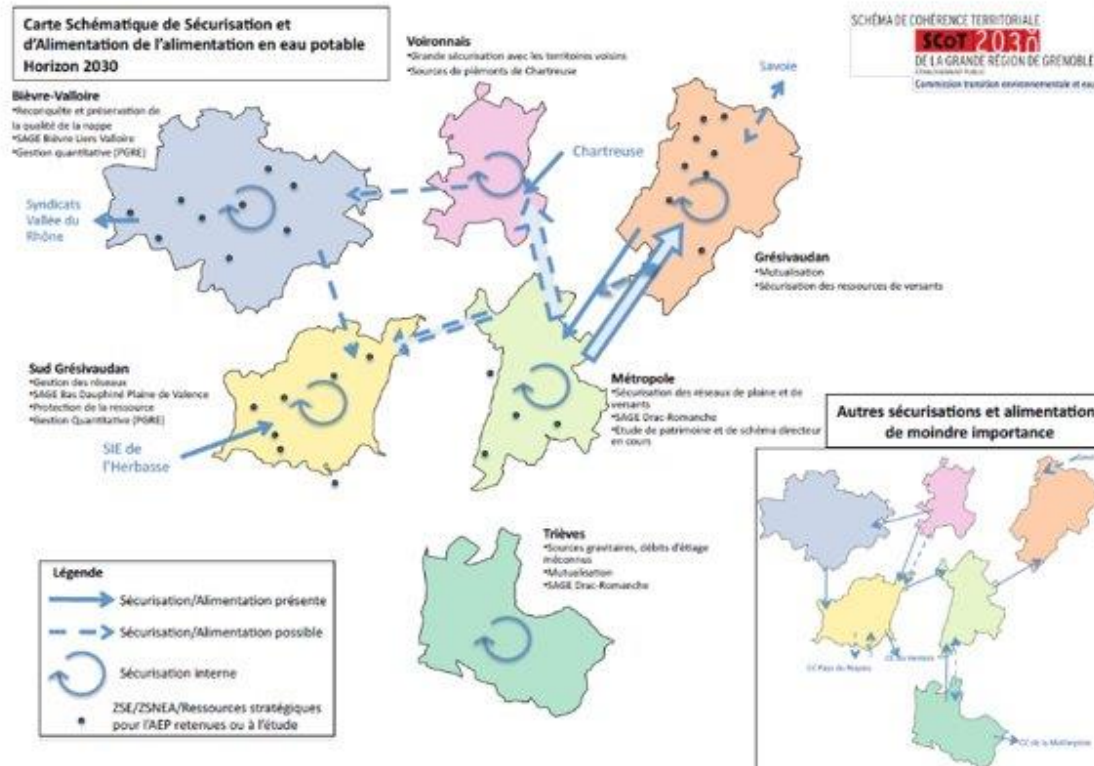 Carte Schématique de Sécurisation et
d'Alimentation de l'alimentation en eau potable
Horizon 2030
SCHÉMA DE COHÉRENCE TERRITORIALE
SCOT 2030
DE LA GRANDE RÉGION DE GRENOBLE
ÉTABLISSEMENT PUBLIC
Commission transition environnementale et eau
Voironnais
•Grande sécurisation avec les territoires voisins
•Sources de piémonts de Chartreuse
Savoie
Bièvre-Valloire
•Reconquête et préservation de
la qualité de la nappe
•SAGE Bièvre Liers Valloire
•Gestion quantitative (PGRE)
Chartreuse
Syndicats
Vallée du
Rhône
Grésivaudan
•Mutualisation
•Sécurisation des ressources de versants
Sud Grésivaudan
•Gestion des réseaux
•SAGE Bas Dauphiné Plaine de Valence
•Protection de la ressource
•Gestion Quantitative (PGRE)
SIE de
l'Herbasse
Métropole
•Sécurisation des réseaux de plaine et de
versants
•SAGE Drac-Romanche
•Etude de patrimoine et de schéma directeur
en cours
Autres sécurisations et alimentation
de moindre importance
CC de la Matheysine
Trièves
•Sources gravitaires, débits d'étiage
méconnus
•Mutualisation
•SAGE Drac-Romanche
Légende
Sécurisation/Alimentation présente
Sécurisation/Alimentation possible
Sécurisation interne
ZSE/ZSNEA/Ressources stratégiques
pour l'AEP retenues ou à l'étude